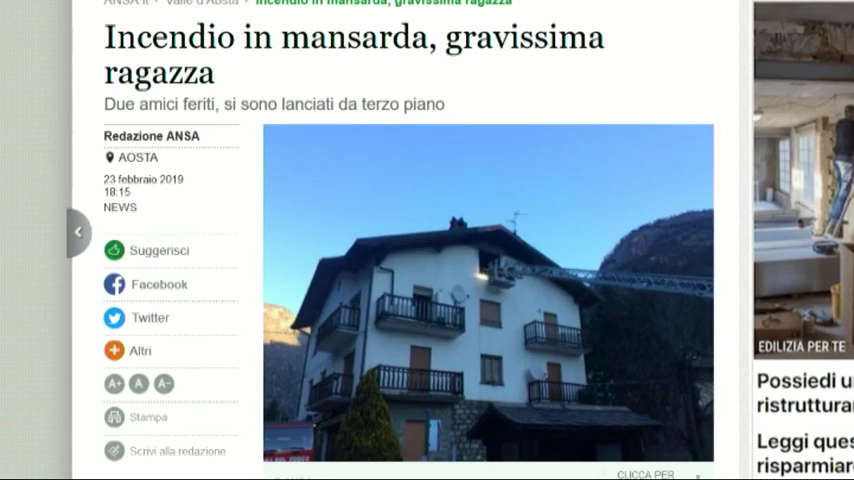 ANSA.it › Valle d'Aosta › Incendio in mansarda, gravissima ragazza
Incendio in mansarda, gravissima
ragazza
Due amici feriti, si sono lanciati da terzo piano
Redazione ANSA
AOSTA
23 febbraio 2019
18:15
NEWS
Suggerisci
Facebook
Twitter
Altri
A+ A A-
Stampa
Scrivi alla redazione
CLICCA PER
EDILIZIA PER TE
Possiedi
ristruttura
Leggi ques
risparmiar